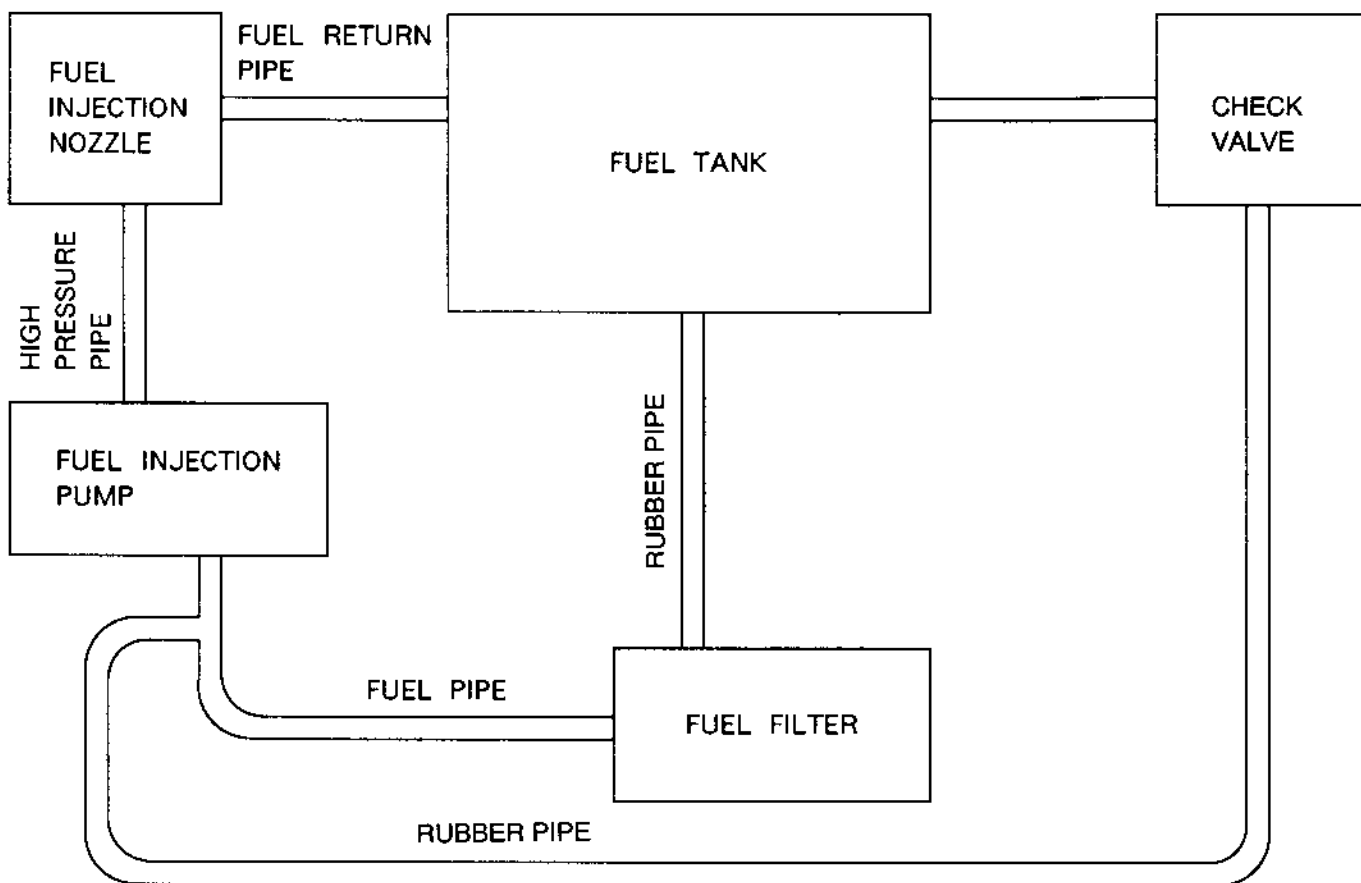 FUEL
INJECTION
NOZZLE
FUEL RETURN
PIPE
FUEL TANK
CHECK
VALVE
HIGH
PRESSURE
PIPE
FUEL INJECTION
PUMP
RUBBER PIPE
FUEL PIPE
FUEL FILTER
RUBBER PIPE